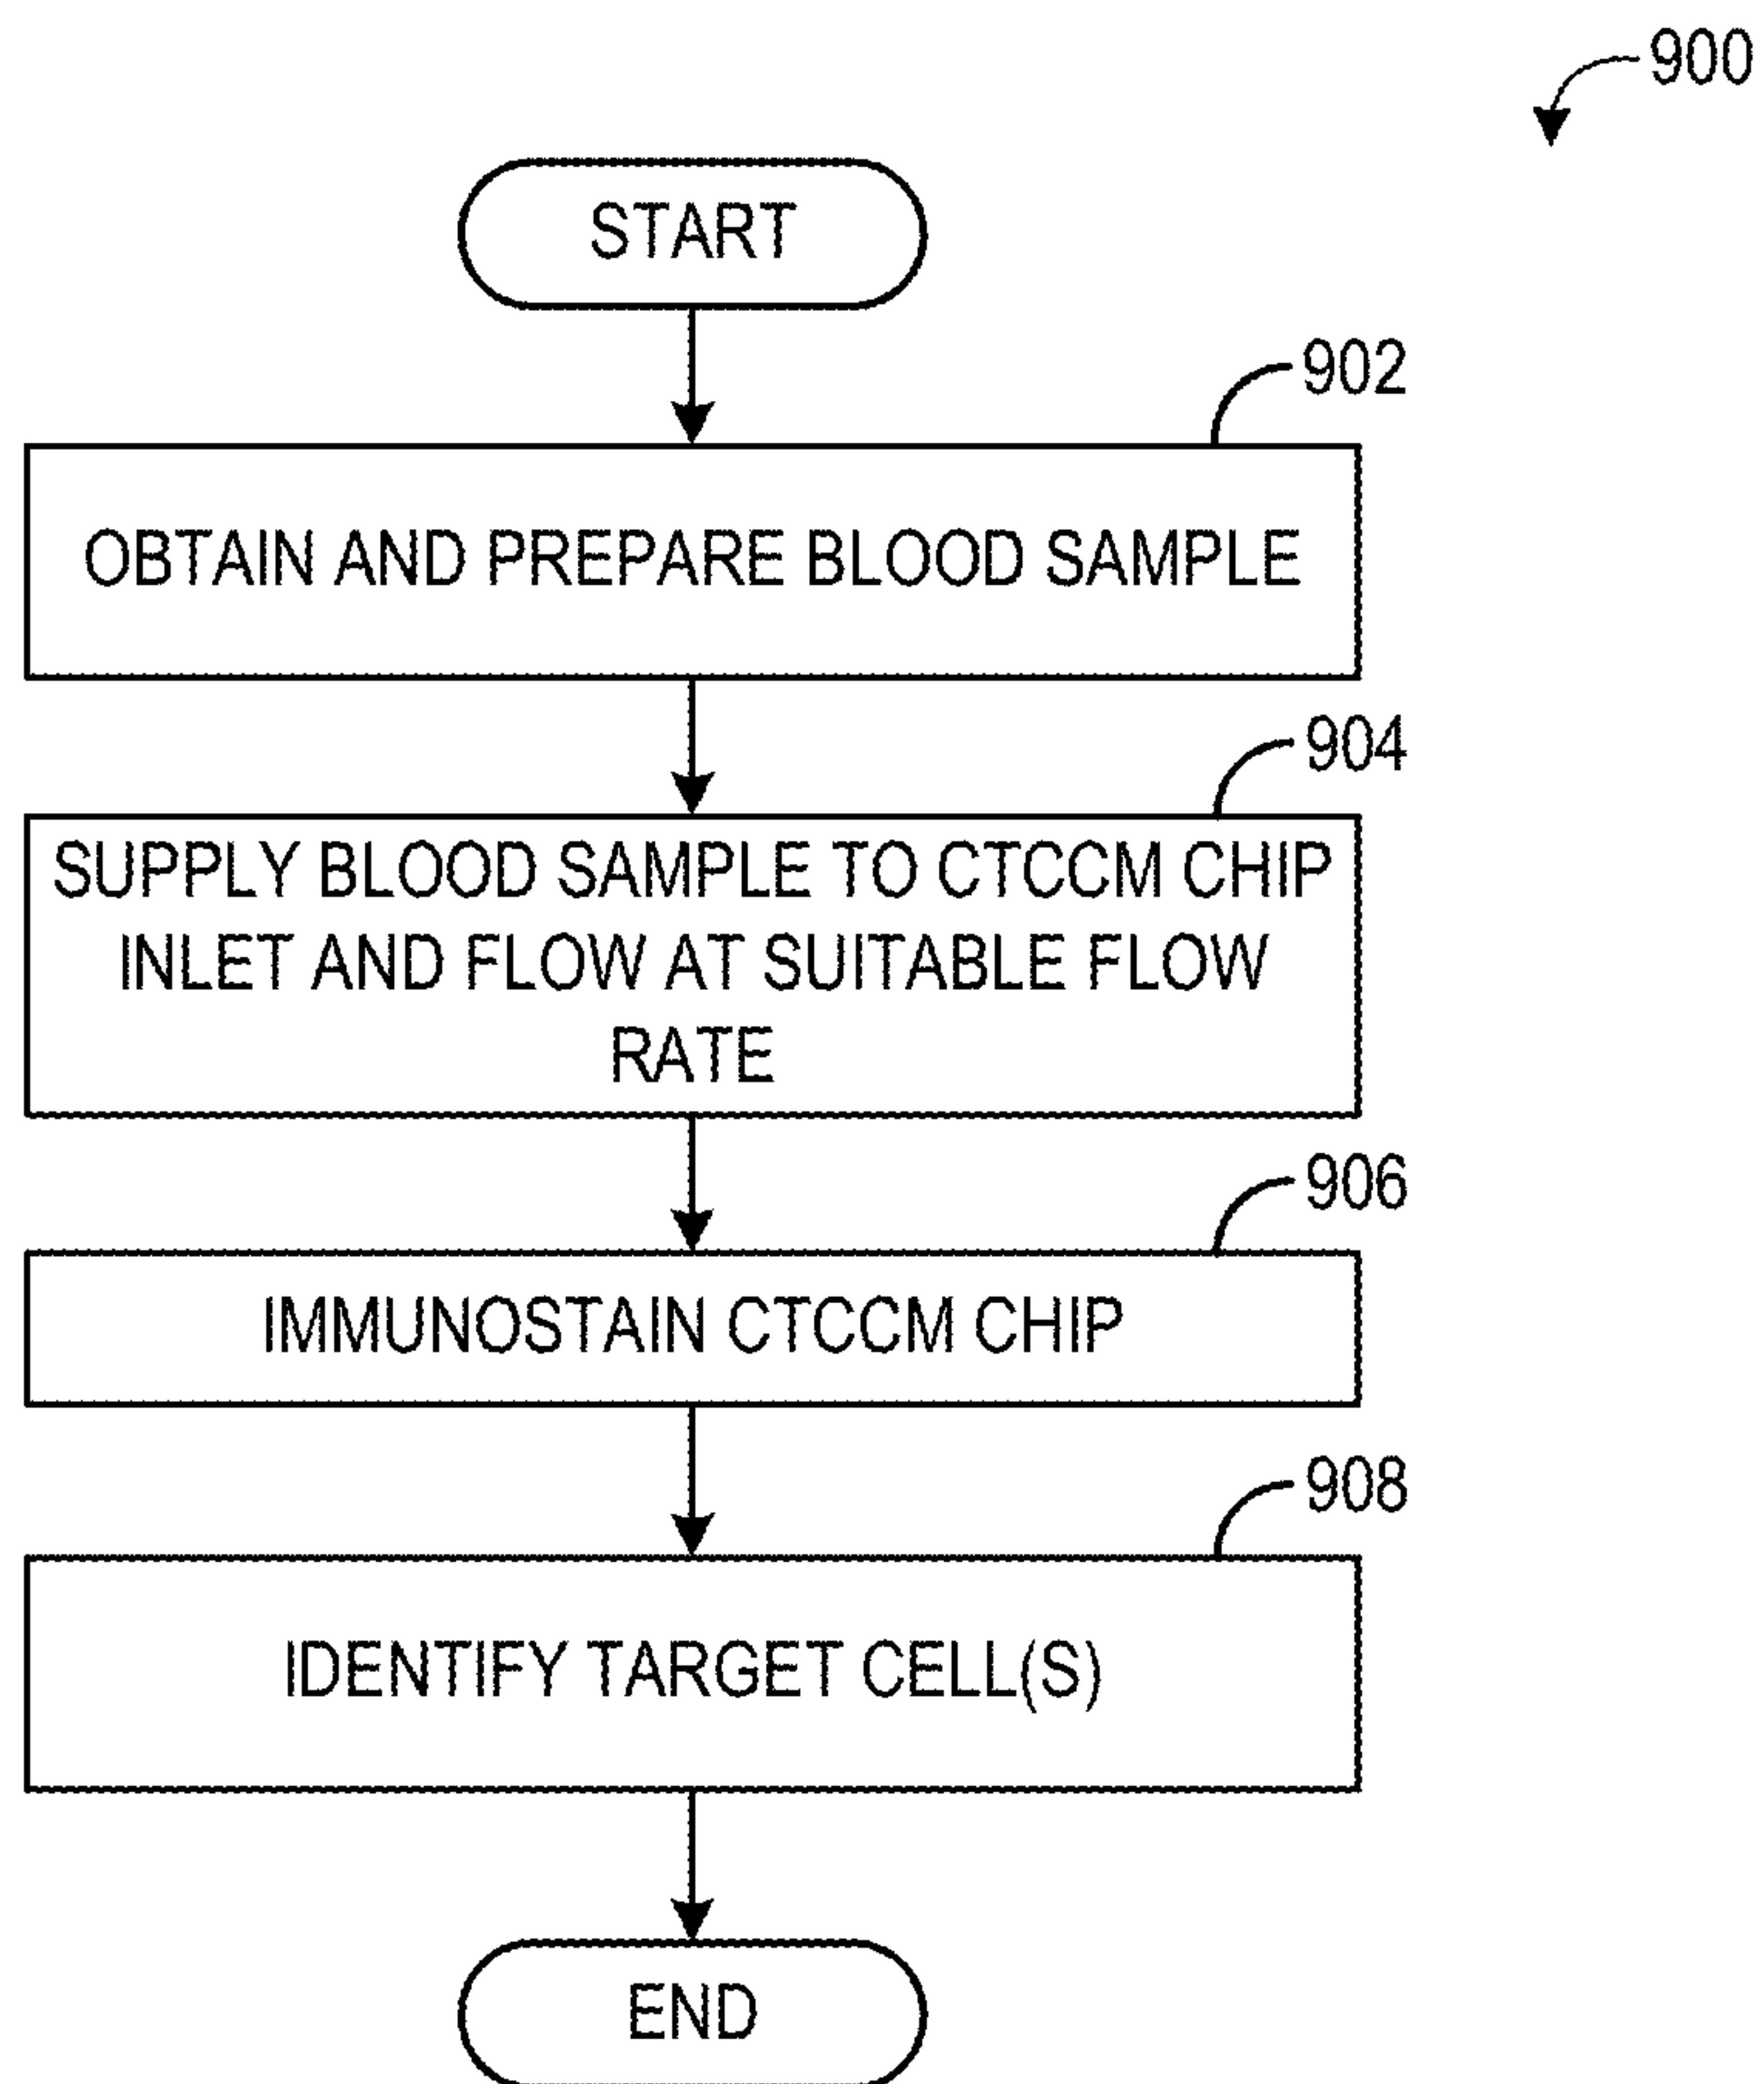 900
START
902
OBTAIN AND PREPARE BLOOD SAMPLE
904
SUPPLY BLOOD SAMPLE TO CTCCM CHIP
INLET AND FLOW AT SUITABLE FLOW
RATE
906
IMMUNOSTAIN CTCCM CHIP
908
IDENTIFY TARGET CELL(S)
END